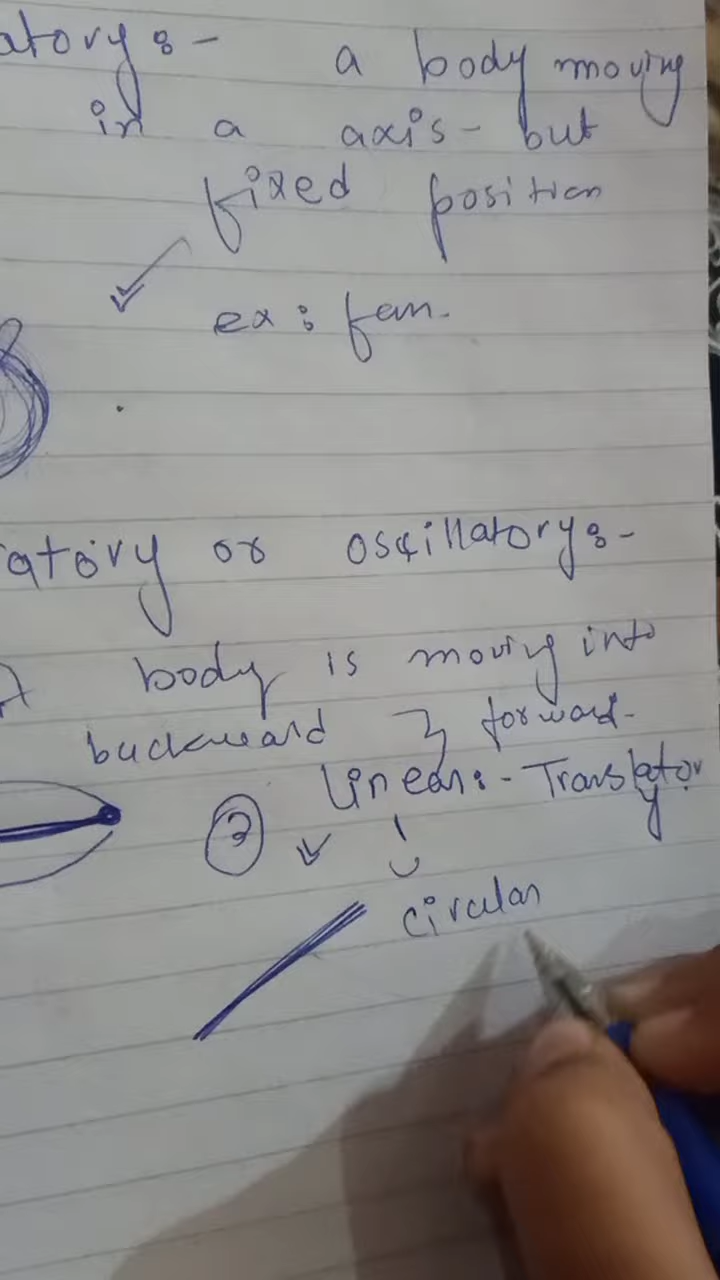 atory :- a body moving
in a axis - but
fixed position
ex : fan.
atory or oscillatory :-
body is moving into
backward & forward.
linear :- Translatory
2
circular